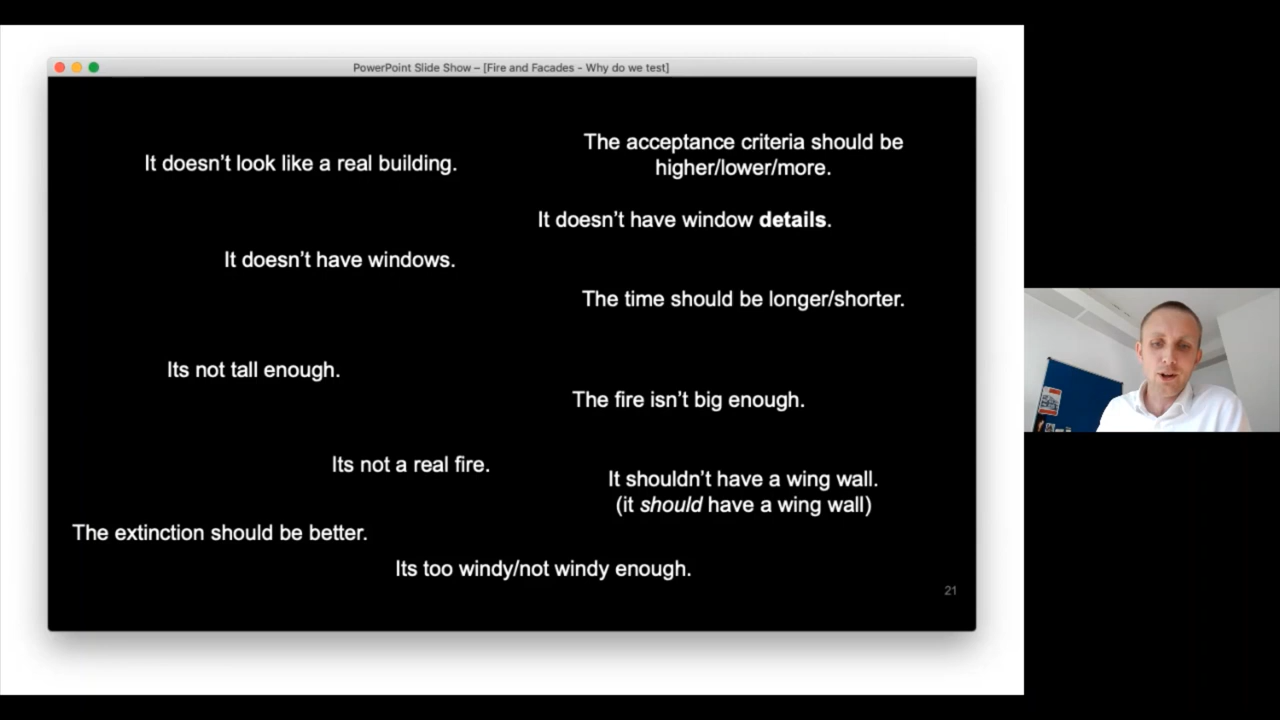 PowerPoint Slide Show – [Fire and Facades - Why do we test]
The acceptance criteria should be
higher/lower/more.
It doesn’t look like a real building.
It doesn’t have window details.
It doesn’t have windows.
The time should be longer/shorter.
Its not tall enough.
The fire isn’t big enough.
Its not a real fire.
It shouldn’t have a wing wall.
(it should have a wing wall)
The extinction should be better.
Its too windy/not windy enough.
21